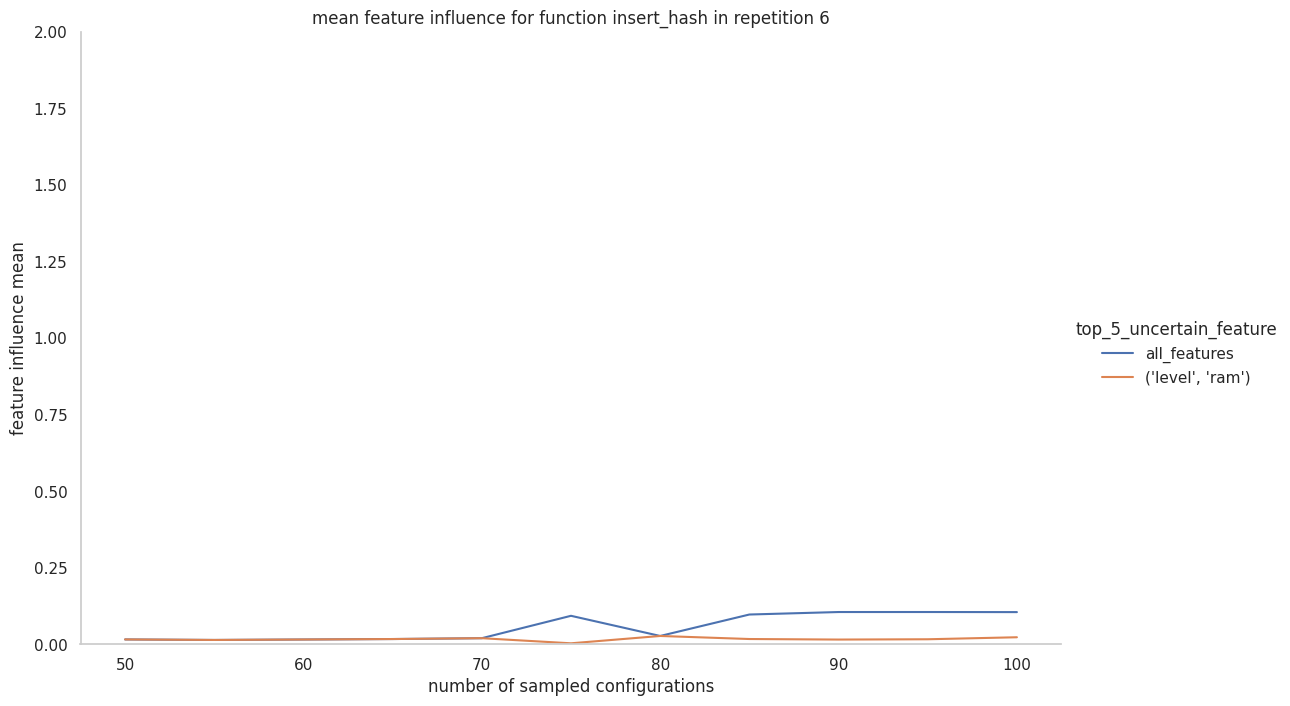 mean feature influence for function insert_hash in repetition 6
2.00
1.75
1.50
1.25
1.00
0.75
0.50
0.25
0.00
feature influence mean
50 60 70 80 90 100
number of sampled configurations
top_5_uncertain_feature
all_features
('level', 'ram')